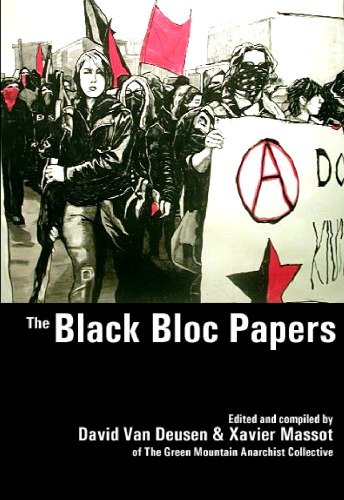 A
DO
The Black Bloc Papers
Edited and compiled by
David Van Deusen & Xavier Massot
of The Green Mountain Anarchist Collective